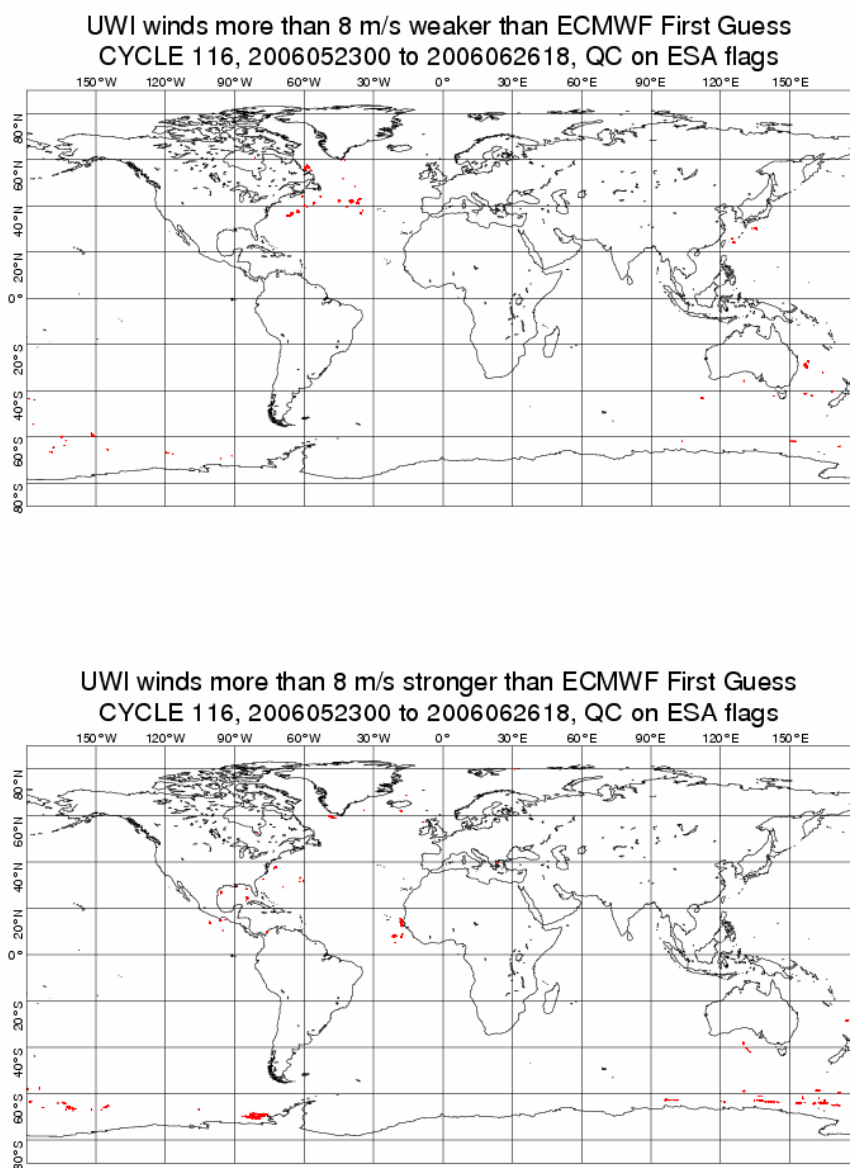 UWI winds more than 8 m/s weaker than ECMWF First Guess
CYCLE 116, 2006052300 to 2006062618, QC on ESA flags
150°W 120°W 90°W 60°W 30°W 0° 30°E 60°E 90°E 120°E 150°E
80°N
60°N
40°N
20°N
0°
20°S
40°S
60°S
80°S
UWI winds more than 8 m/s stronger than ECMWF First Guess
CYCLE 116, 2006052300 to 2006062618, QC on ESA flags
150°W 120°W 90°W 60°W 30°W 0° 30°E 60°E 90°E 120°E 150°E
80°N
60°N
40°N
20°N
0°
20°S
40°S
60°S
80°S